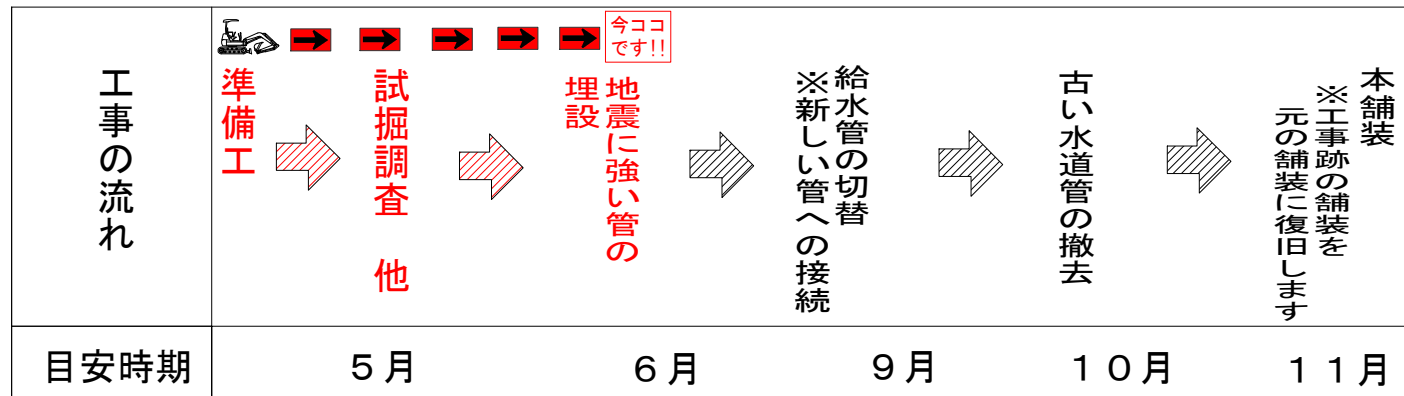 工事の流れ
今ココ
です!!
準備工
試掘調査　他
地震に強い管の
埋設
給水管の切替
※新しい管への接続
古い水道管の撤去
本舗装
※工事跡の舗装を
元の舗装に復旧します
目安時期
５月
６月
９月
１０月
１１月